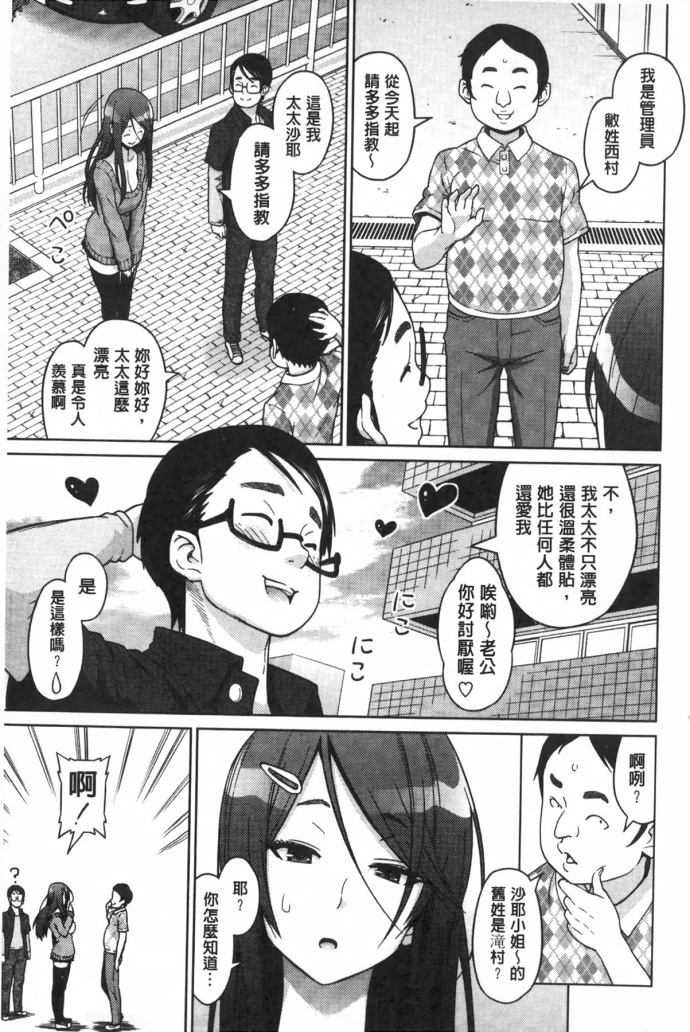 我是管理員
敝姓西村
從今天起
請多多指教~
這是我
太太沙耶
請多多指教
ペこ
妳好妳好，
太太這麼
漂亮
真是令人
羨慕啊
不，
我太太不只漂亮
還很溫柔體貼，
她比任何人都
還愛我
唉喲~老公
你好討厭喔♡
にこ
にこ
是
是這樣嗎？
啊咧？
沙耶小姐~的
舊姓是滝村？
耶？
你怎麼知道…
啊！
？